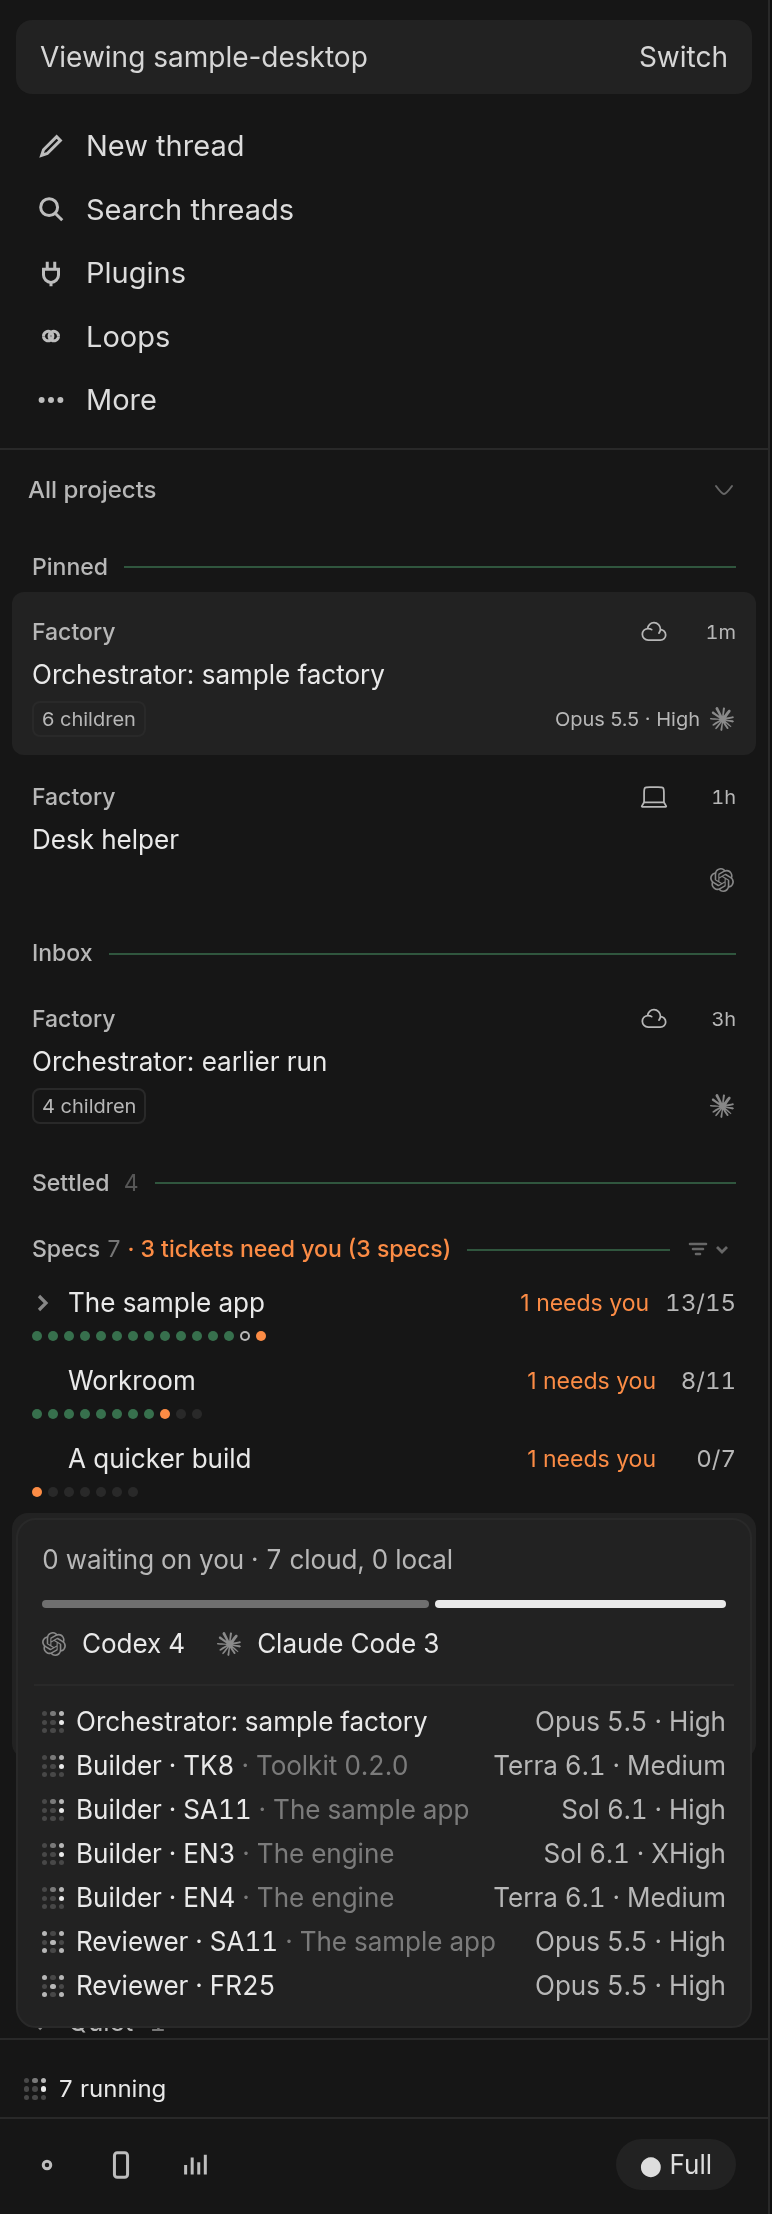 Viewing sample-desktop Switch
New thread
Search threads
Plugins
Loops
More
All projects
Pinned
Factory 1m
Orchestrator: sample factory
6 children Opus 5.5 · High
Factory 1h
Desk helper
Inbox
Factory 3h
Orchestrator: earlier run
4 children
Settled 4
Specs 7 · 3 tickets need you (3 specs)
The sample app 1 needs you 13/15
Workroom 1 needs you 8/11
A quicker build 1 needs you 0/7
0 waiting on you · 7 cloud, 0 local
Codex 4 Claude Code 3
Orchestrator: sample factory Opus 5.5 · High
Builder · TK8 · Toolkit 0.2.0 Terra 6.1 · Medium
Builder · SA11 · The sample app Sol 6.1 · High
Builder · EN3 · The engine Sol 6.1 · XHigh
Builder · EN4 · The engine Terra 6.1 · Medium
Reviewer · SA11 · The sample app Opus 5.5 · High
Reviewer · FR25 Opus 5.5 · High
7 running
Full